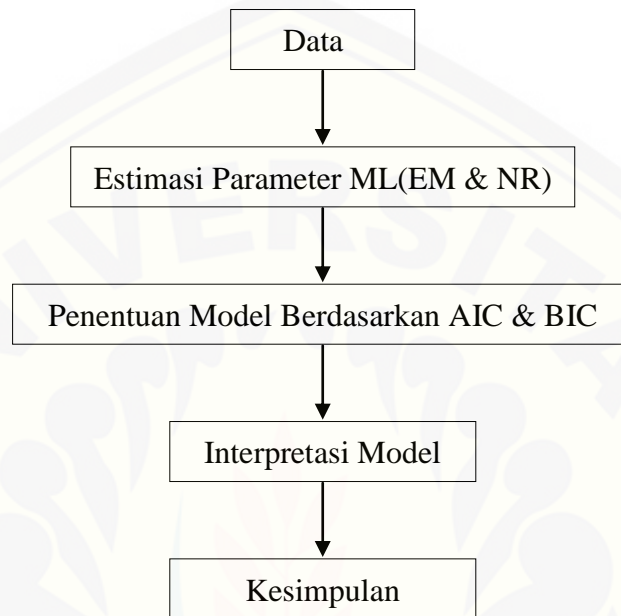 Data
Estimasi Parameter ML(EM & NR)
Penentuan Model Berdasarkan AIC & BIC
Interpretasi Model
Kesimpulan